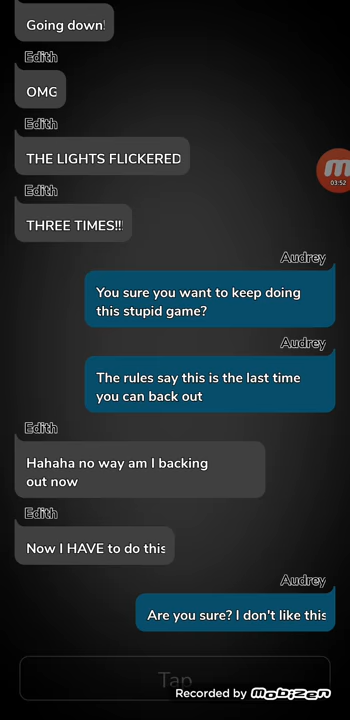 Going down!
Edith
OMG
Edith
THE LIGHTS FLICKERED
Edith
THREE TIMES!!
03:52
Audrey
You sure you want to keep doing
this stupid game?
Audrey
The rules say this is the last time
you can back out
Edith
Hahaha no way am I backing
out now
Edith
Now I HAVE to do this
Audrey
Are you sure? I don't like this
Tap
Recorded by mobizen